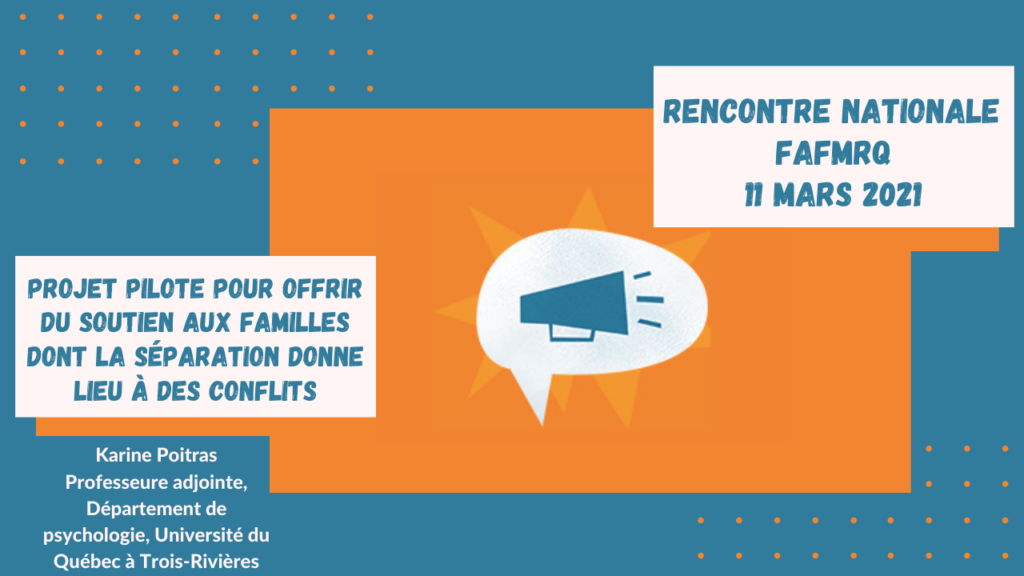 RENCONTRE NATIONALE
FAFMRQ
11 MARS 2021
PROJET PILOTE POUR OFFRIR
DU SOUTIEN AUX FAMILLES
DONT LA SÉPARATION DONNE
LIEU À DES CONFLITS
Karine Poitras
Professeure adjointe,
Département de
psychologie, Université du
Québec à Trois-Rivières